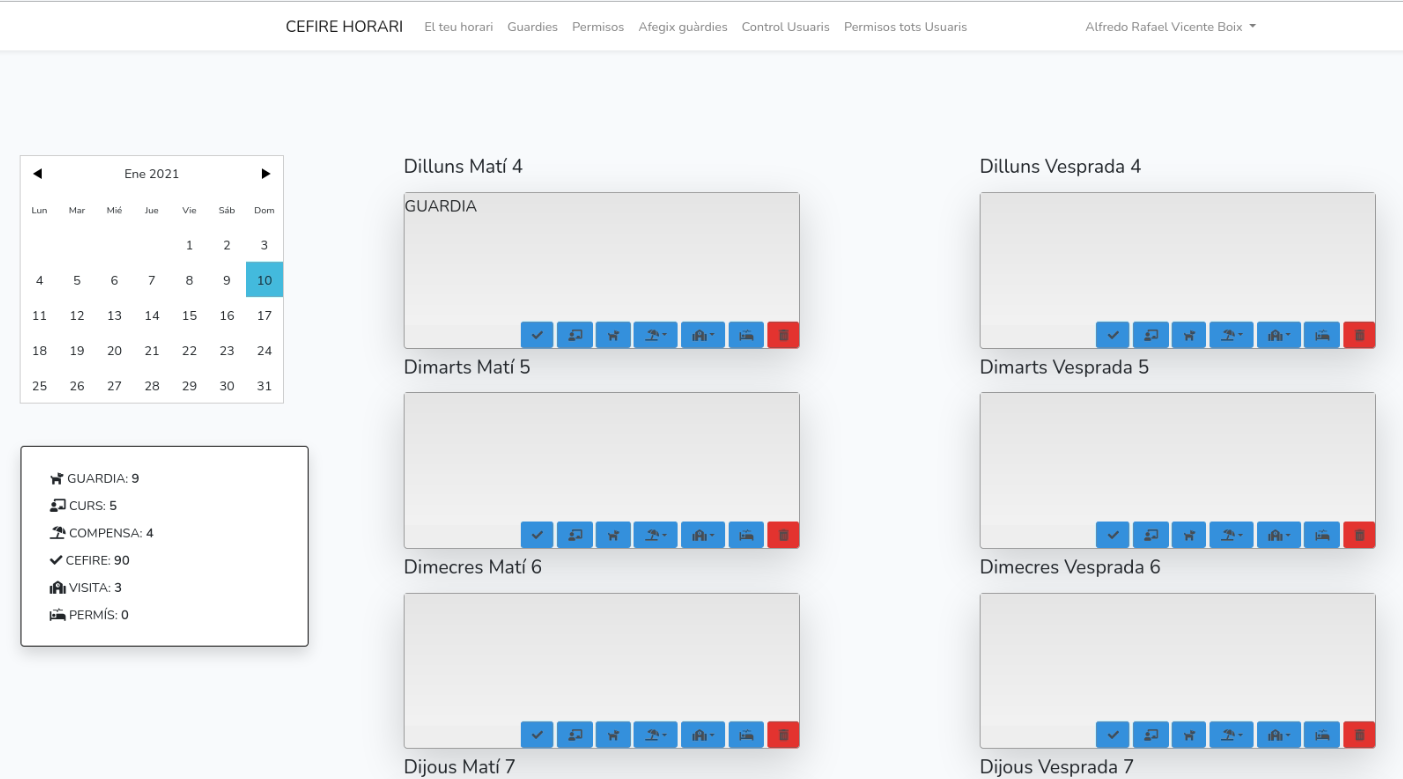 CEFIRE HORARI El teu horari Guardies Permisos Afegix guàrdies Control Usuaris Permisos tots Usuaris Alfredo Rafael Vicente Boix
Ene 2021
Lun Mar Mié Jue Vie Sáb Dom
1 2 3
4 5 6 7 8 9 10
11 12 13 14 15 16 17
18 19 20 21 22 23 24
25 26 27 28 29 30 31
GUARDIA: 9
CURS: 5
COMPENSA: 4
CEFIRE: 90
VISITA: 3
PERMÍS: 0
Dilluns Matí 4
GUARDIA
Dimarts Matí 5
Dimecres Matí 6
Dijous Matí 7
Dilluns Vesprada 4
Dimarts Vesprada 5
Dimecres Vesprada 6
Dijous Vesprada 7